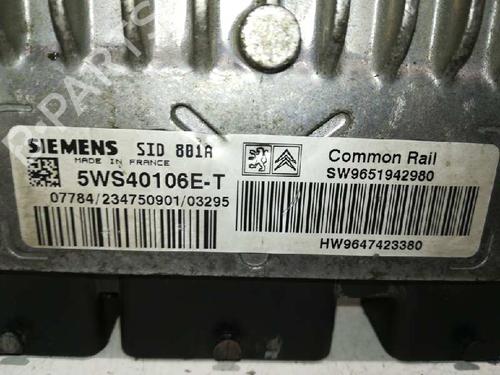 SIEMENS SID 801A
MADE IN FRANCE
5WS40106E-T
07784/234750901/03295
Common Rail
SW9651942980
HW9647423380